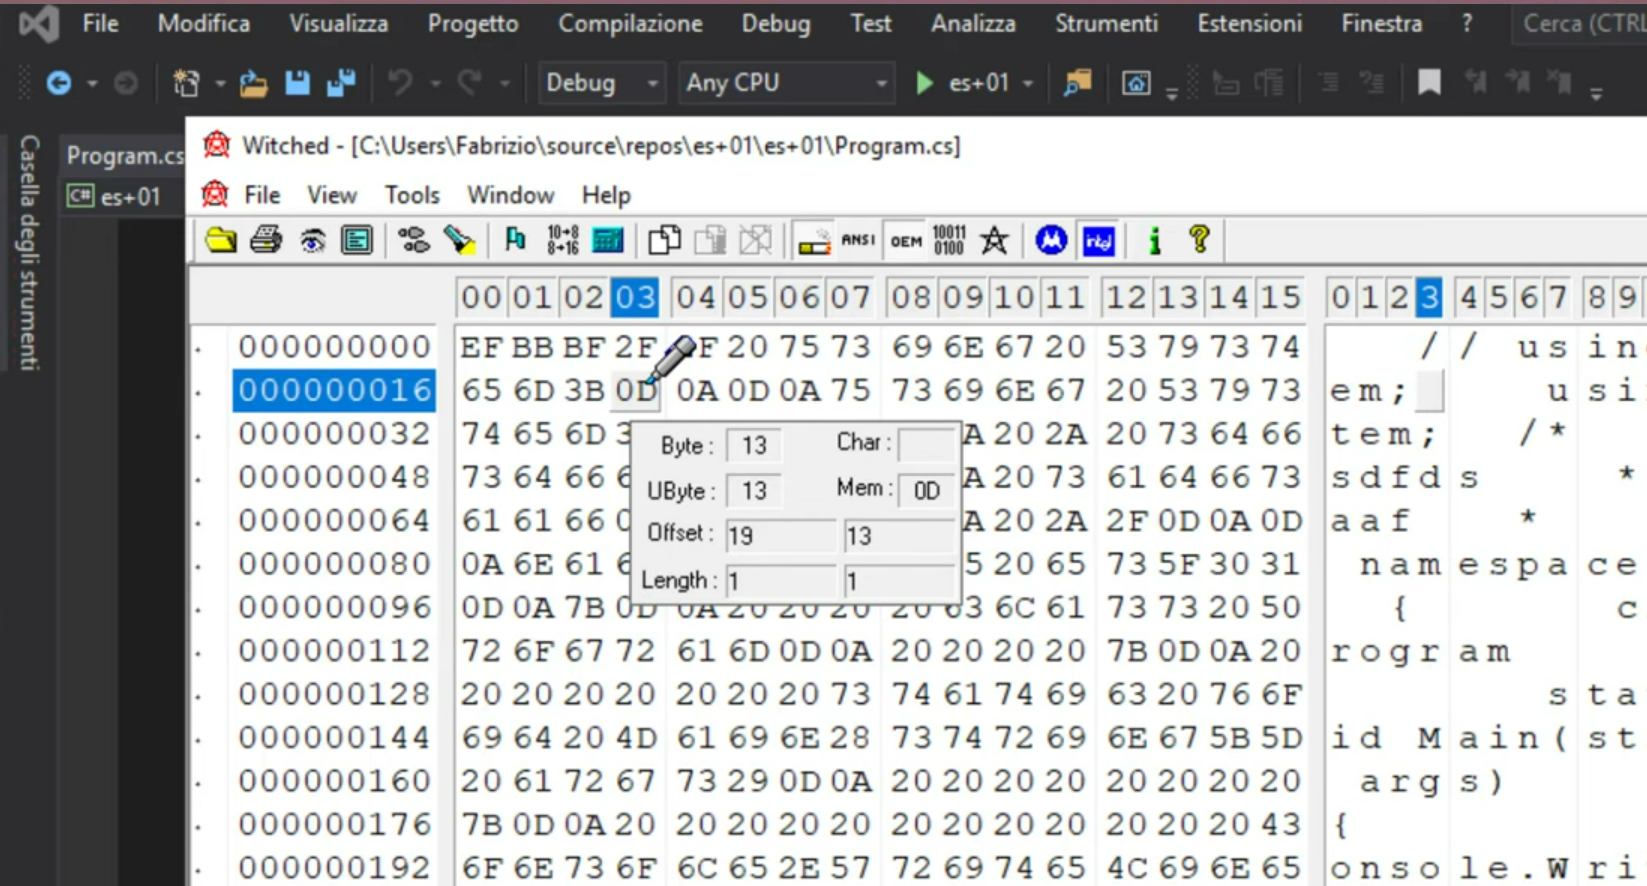 File Modifica Visualizza Progetto Compilazione Debug Test Analizza Strumenti Estensioni Finestra ? Cerca (CTRL
Debug Any CPU es+01
Casella degli strumenti
Program.cs
C# es+01
Witched - [C:\Users\Fabrizio\source\repos\es+01\es+01\Program.cs]
File View Tools Window Help
10→8 8→16 ANSI OEM 10011 0100 intel i ?
00 01 02 03 04 05 06 07 08 09 10 11 12 13 14 15 0 1 2 3 4 5 6 7 8 9
000000000 EF BB BF 2F F 20 75 73 69 6E 67 20 53 79 73 74 // usin
000000016 65 6D 3B 0D 0A 0D 0A 75 73 69 6E 67 20 53 79 73 em; usi
000000032 74 65 6D A 20 2A 20 73 64 66 tem; /*
000000048 73 64 66 A 20 73 61 64 66 73 sdfds *
000000064 61 61 66 A 20 2A 2F 0D 0A 0D aaf *
000000080 0A 6E 61 5 20 65 73 5F 30 31 namespace
000000096 0D 0A 7B 0D 0A 20 20 20 20 63 6C 61 73 73 20 50 { c
000000112 72 6F 67 72 61 6D 0D 0A 20 20 20 20 7B 0D 0A 20 rogram
000000128 20 20 20 20 20 20 20 73 74 61 74 69 63 20 76 6F sta
000000144 69 64 20 4D 61 69 6E 28 73 74 72 69 6E 67 5B 5D id Main(st
000000160 20 61 72 67 73 29 0D 0A 20 20 20 20 20 20 20 20 args)
000000176 7B 0D 0A 20 20 20 20 20 20 20 20 20 20 20 20 43 {
000000192 6F 6E 73 6F 6C 65 2E 57 72 69 74 65 4C 69 6E 65 onsole.Wri
Byte : 13 Char :
UByte : 13 Mem : 0D
Offset : 19 13
Length : 1 1